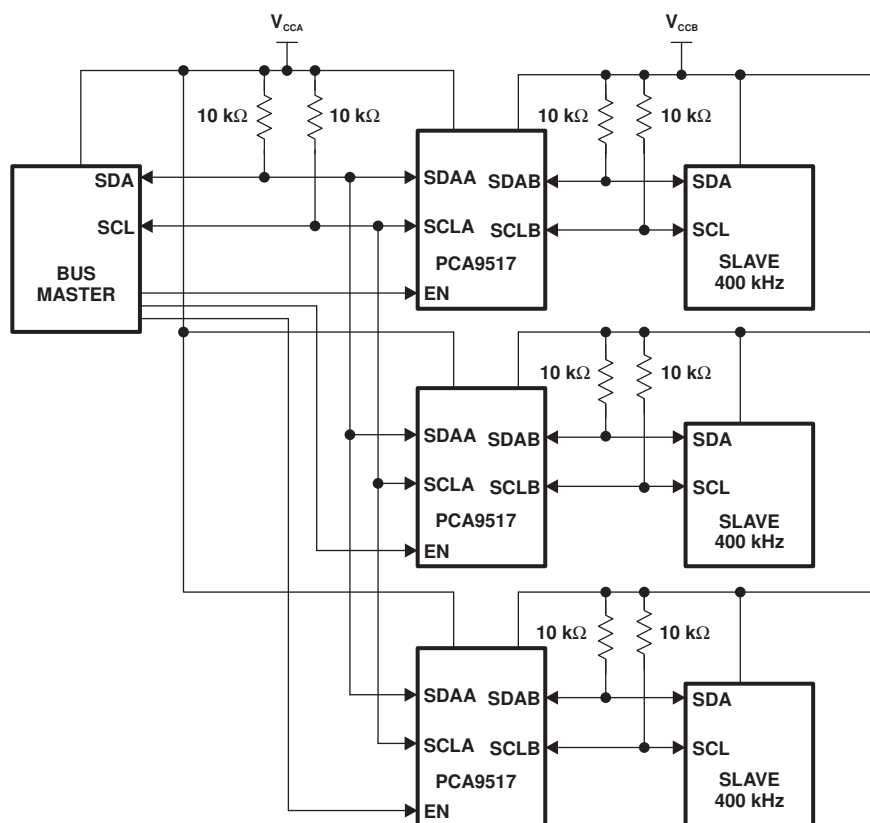 V_CCA
V_CCB
10 kΩ
10 kΩ
10 kΩ
10 kΩ
SDA
SCL
BUS
MASTER
SDAA
SCLA
PCA9517
EN
SDAB
SCLB
SDA
SCL
SLAVE
400 kHz
10 kΩ
10 kΩ
SDAA
SCLA
PCA9517
EN
SDAB
SCLB
SDA
SCL
SLAVE
400 kHz
10 kΩ
10 kΩ
SDAA
SCLA
PCA9517
EN
SDAB
SCLB
SDA
SCL
SLAVE
400 kHz